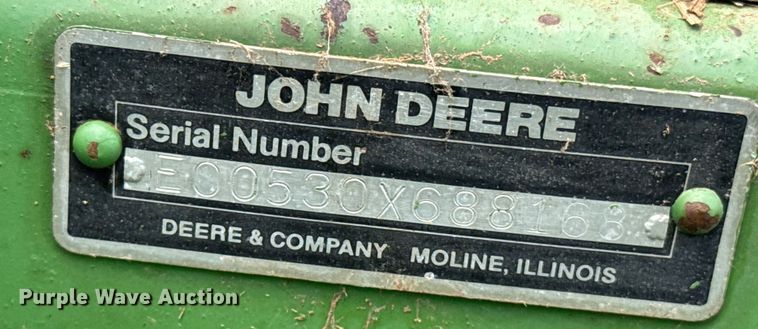 JOHN DEERE
Serial Number
E00530X688168
DEERE & COMPANY MOLINE, ILLINOIS
Purple Wave Auction